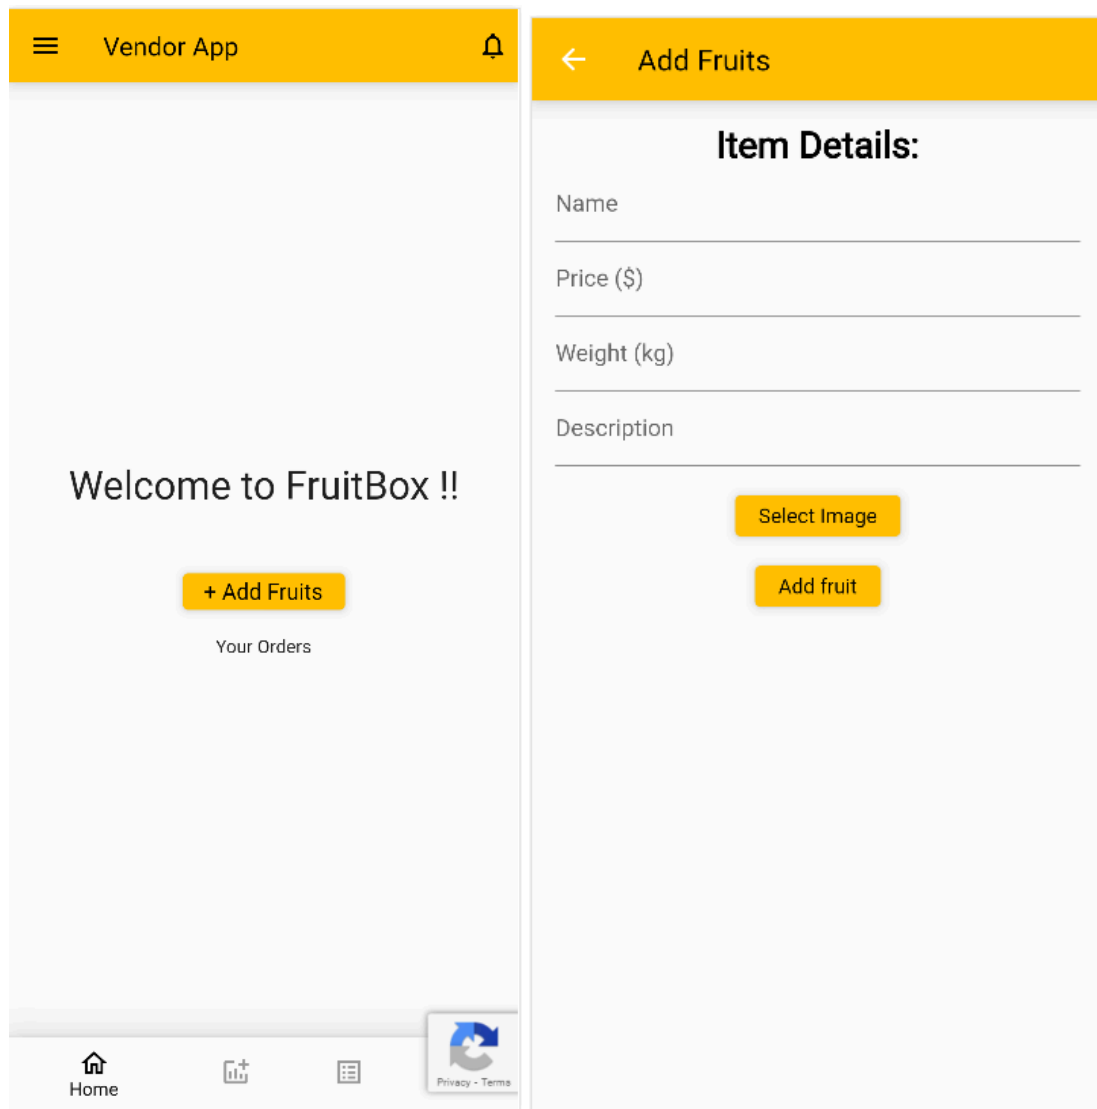 Vendor App
Welcome to FruitBox !!
+ Add Fruits
Your Orders
Home
Privacy - Terms
Add Fruits
Item Details:
Name
Price ($)
Weight (kg)
Description
Select Image
Add fruit